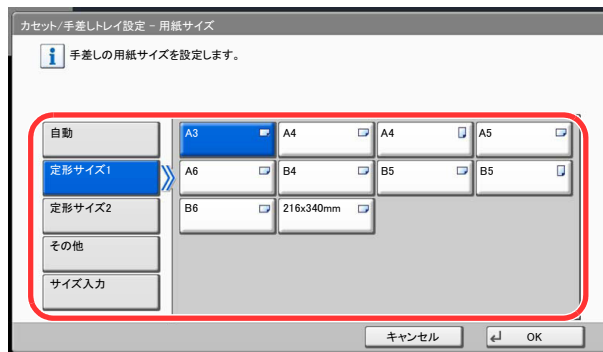 カセット/手差しトレイ設定 - 用紙サイズ
手差しの用紙サイズを設定します。
自動
定形サイズ1
定形サイズ2
その他
サイズ入力
A3
A4
A4
A5
A6
B4
B5
B5
B6
216x340mm
キャンセル
OK